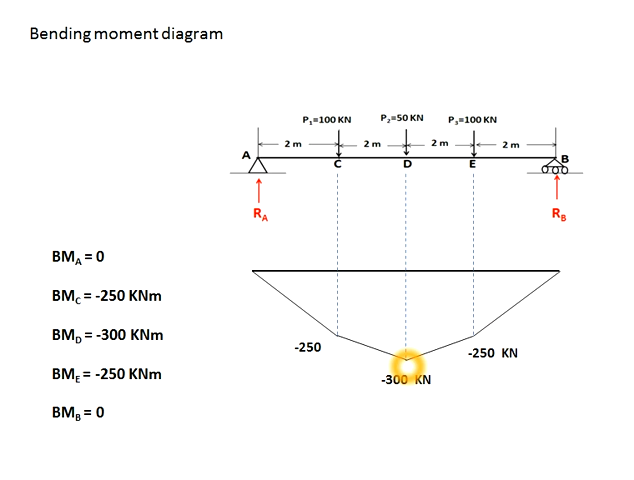 Bending moment diagram
P₁=100 KN P₂=50 KN P₃=100 KN
2 m 2 m 2 m 2 m
A B
C D E
R_A R_B
BM_A = 0
BM_C = -250 KNm
BM_D = -300 KNm
-250 -250 KN
BM_E = -250 KNm
-300 KN
BM_B = 0